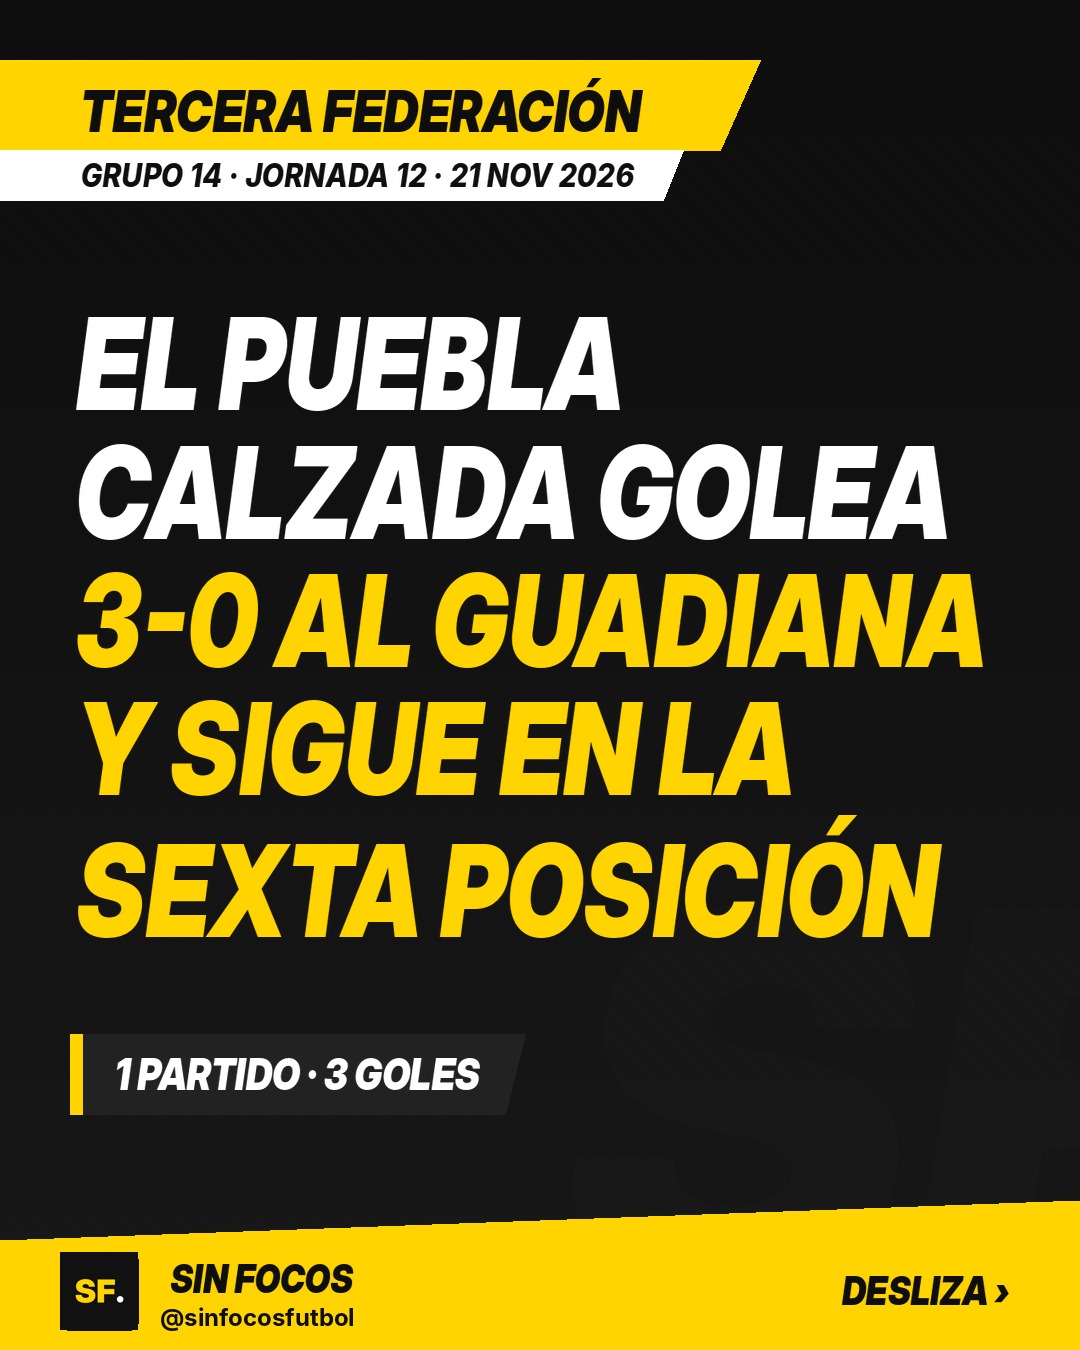 TERCERA FEDERACIÓN
GRUPO 14 · JORNADA 12 · 21 NOV 2026
EL PUEBLA
CALZADA GOLEA
3-0 AL GUADIANA
Y SIGUE EN LA
SEXTA POSICIÓN
1 PARTIDO · 3 GOLES
SF.
SIN FOCOS
@sinfocosfutbol
DESLIZA ›